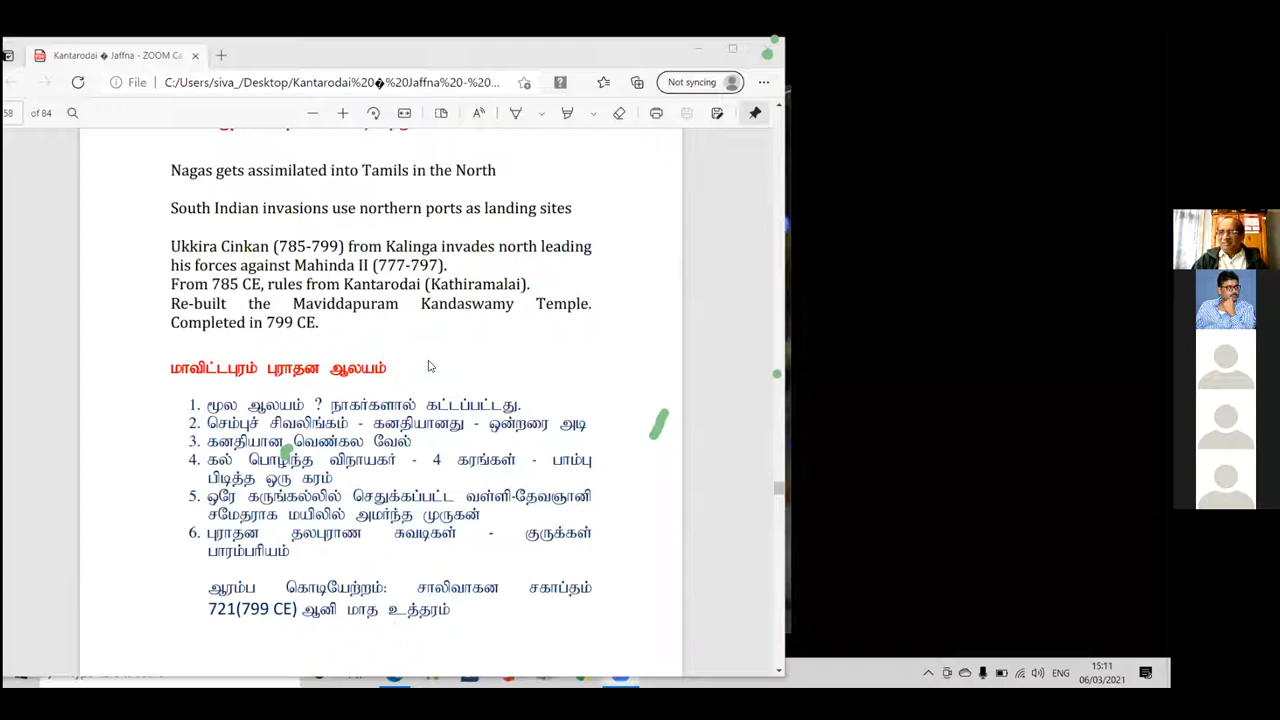 Kantarodai � Jaffna - ZOOM Ca
File
C:/Users/siva_/Desktop/Kantarodai%20�%20Jaffna%20-%20...
Not syncing
58 of 84
Nagas gets assimilated into Tamils in the North
South Indian invasions use northern ports as landing sites
Ukkira Cinkan (785-799) from Kalinga invades north leading
his forces against Mahinda II (777-797).
From 785 CE, rules from Kantarodai (Kathiramalai).
Re-built the Maviddapuram Kandaswamy Temple.
Completed in 799 CE.
மாவிட்டபுரம் புராதன ஆலயம்
1. மூல ஆலயம் ? நாகர்களால் கட்டப்பட்டது.
2. செம்புச் சிவலிங்கம் - கனதியானது - ஒன்றரை அடி
3. கனதியான வெண்கல வேல்
4. கல் பொழிந்த விநாயகர் - 4 கரங்கள் - பாம்பு
பிடித்த ஒரு கரம்
5. ஒரே கருங்கல்லில் செதுக்கப்பட்ட வள்ளி-தேவஞானி
சமேதராக மயிலில் அமர்ந்த முருகன்
6. புராதன தலபுராண சுவடிகள் - குருக்கள்
பாரம்பரியம்
ஆரம்ப கொடியேற்றம்: சாலிவாகன சகாப்தம்
721(799 CE) ஆனி மாத உத்தரம்
ENG
15:11
06/03/2021